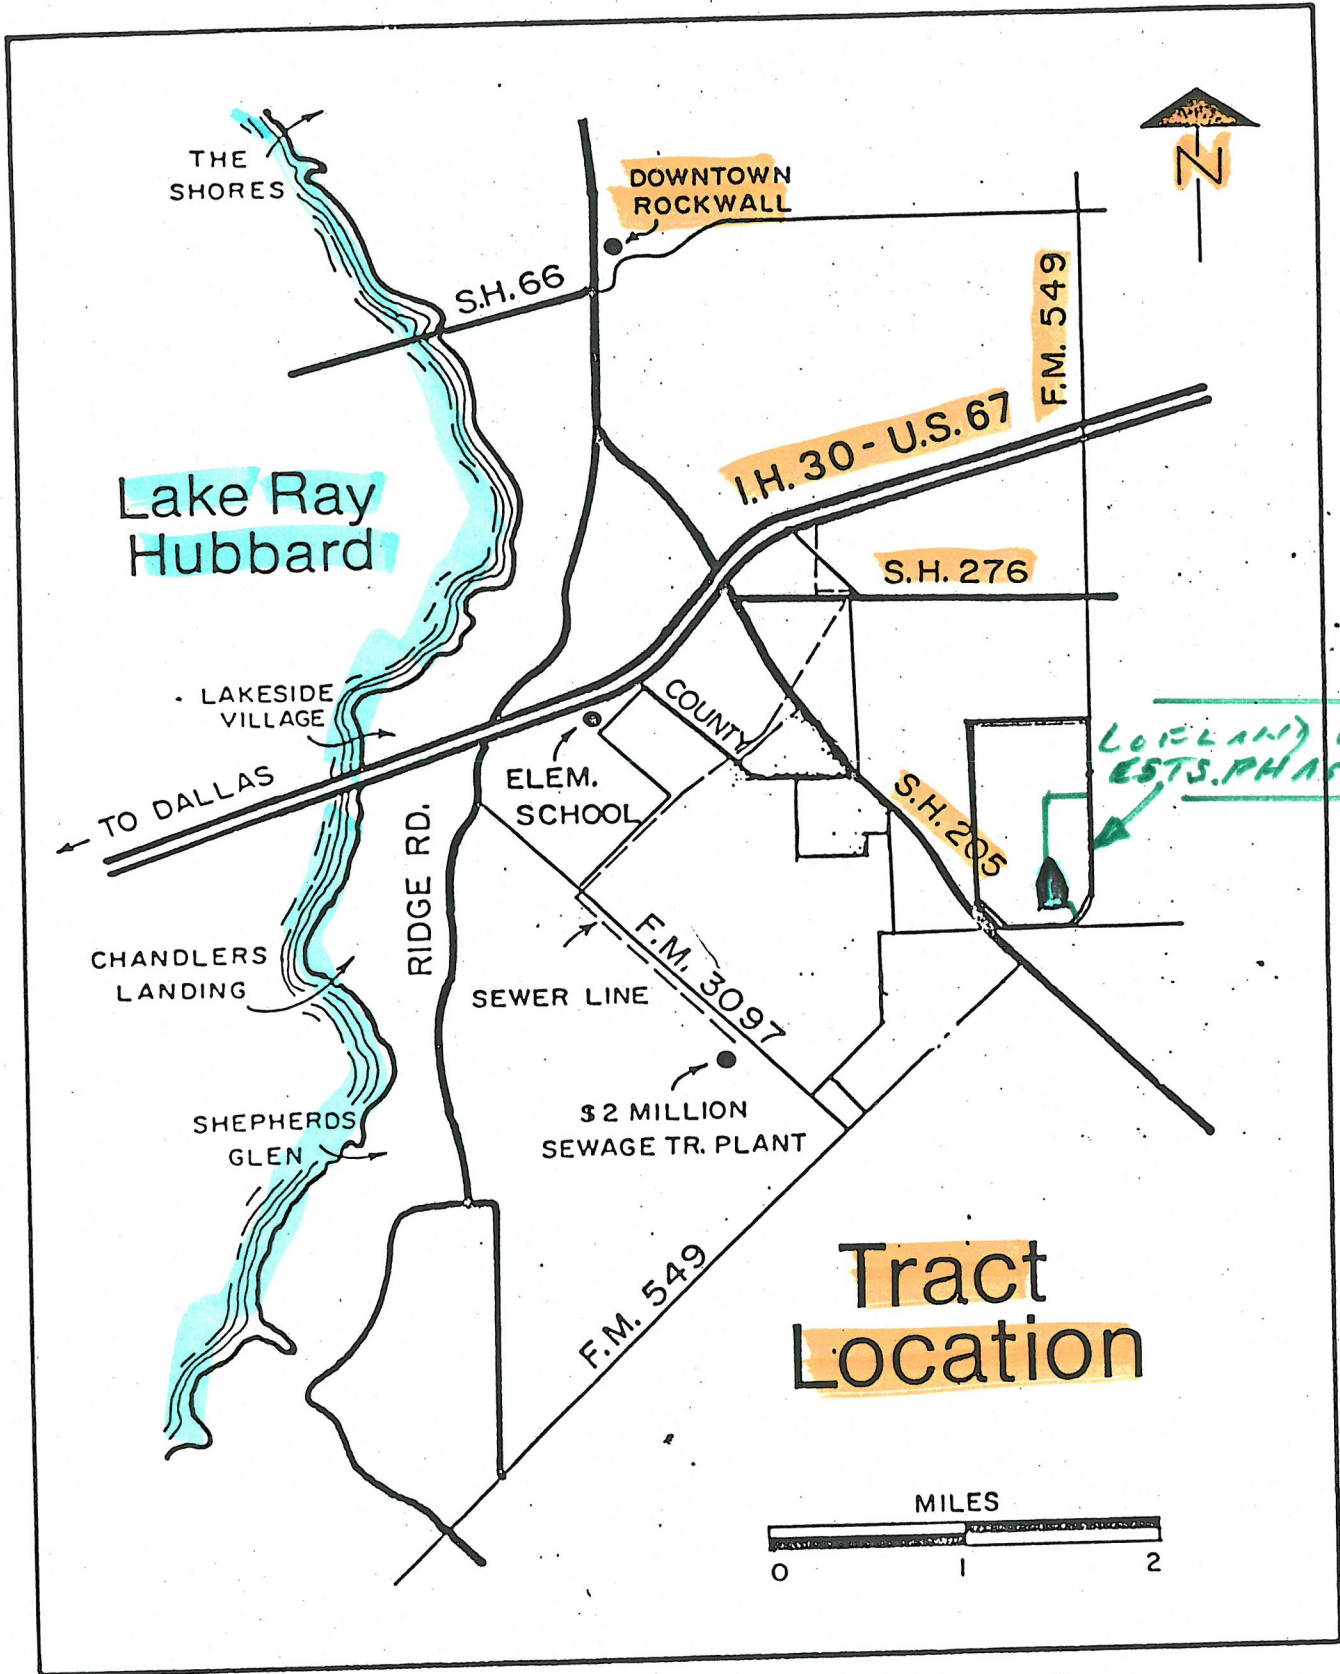 THE
SHORES
DOWNTOWN
ROCKWALL
N
S.H. 66
F.M. 549
I.H. 30 - U.S. 67
Lake Ray
Hubbard
S.H. 276
LAKESIDE
VILLAGE
COUNTY
ESTS.
TO DALLAS
ELEM.
SCHOOL
S.H. 205
RIDGE RD.
CHANDLERS
LANDING
F.M. 3097
SEWER LINE
$2 MILLION
SEWAGE TR. PLANT
SHEPHERDS
GLEN
F.M. 549
Tract
Location
MILES
0 1 2